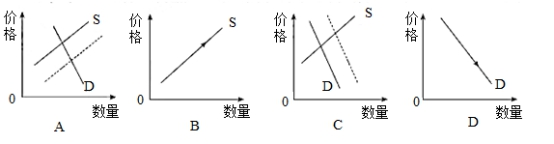 价格 S D 0 数量 A
价格 S 0 数量 B
价格 S D 0 数量 C
价格 D 0 数量 D